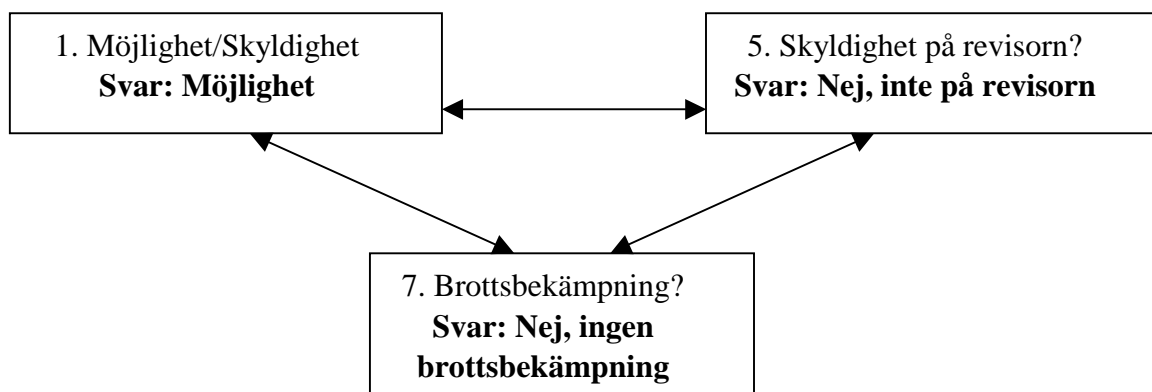 1. Möjlighet/Skyldighet
Svar: Möjlighet
5. Skyldighet på revisorn?
Svar: Nej, inte på revisorn
7. Brottsbekämpning?
Svar: Nej, ingen
brottsbekämpning